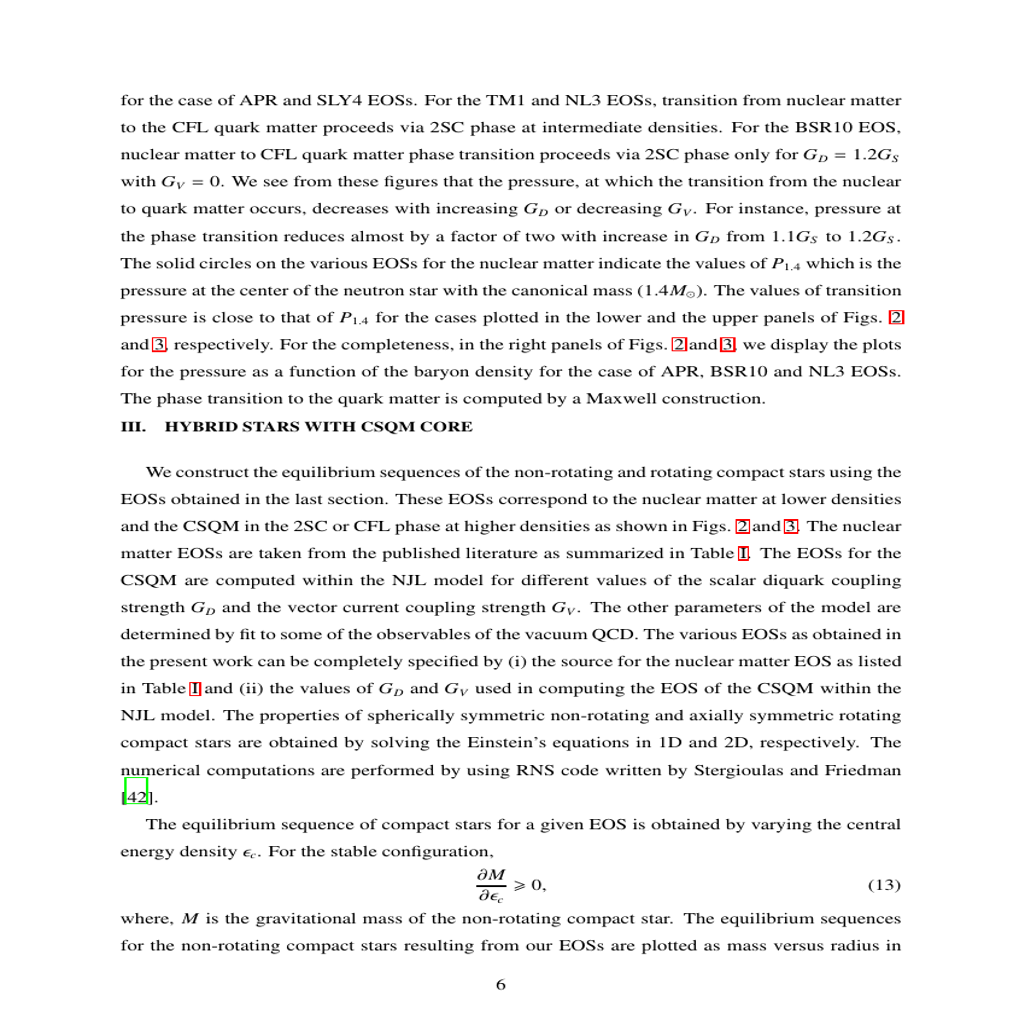 for the case of APR and SLY4 EOSs. For the TM1 and NL3 EOSs, transition from nuclear matter
to the CFL quark matter proceeds via 2SC phase at intermediate densities. For the BSR10 EOS,
nuclear matter to CFL quark matter phase transition proceeds via 2SC phase only for G_D = 1.2G_S
with G_V = 0. We see from these figures that the pressure, at which the transition from the nuclear
to quark matter occurs, decreases with increasing G_D or decreasing G_V. For instance, pressure at
the phase transition reduces almost by a factor of two with increase in G_D from 1.1G_S to 1.2G_S.
The solid circles on the various EOSs for the nuclear matter indicate the values of P_1.4 which is the
pressure at the center of the neutron star with the canonical mass (1.4M_⊙). The values of transition
pressure is close to that of P_1.4 for the cases plotted in the lower and the upper panels of Figs. 2
and 3, respectively. For the completeness, in the right panels of Figs. 2 and 3, we display the plots
for the pressure as a function of the baryon density for the case of APR, BSR10 and NL3 EOSs.
The phase transition to the quark matter is computed by a Maxwell construction.
III. HYBRID STARS WITH CSQM CORE
We construct the equilibrium sequences of the non-rotating and rotating compact stars using the
EOSs obtained in the last section. These EOSs correspond to the nuclear matter at lower densities
and the CSQM in the 2SC or CFL phase at higher densities as shown in Figs. 2 and 3. The nuclear
matter EOSs are taken from the published literature as summarized in Table I. The EOSs for the
CSQM are computed within the NJL model for different values of the scalar diquark coupling
strength G_D and the vector current coupling strength G_V. The other parameters of the model are
determined by fit to some of the observables of the vacuum QCD. The various EOSs as obtained in
the present work can be completely specified by (i) the source for the nuclear matter EOS as listed
in Table I and (ii) the values of G_D and G_V used in computing the EOS of the CSQM within the
NJL model. The properties of spherically symmetric non-rotating and axially symmetric rotating
compact stars are obtained by solving the Einstein's equations in 1D and 2D, respectively. The
numerical computations are performed by using RNS code written by Stergioulas and Friedman
[42].
The equilibrium sequence of compact stars for a given EOS is obtained by varying the central
energy density ϵ_c. For the stable configuration,
∂M/∂ϵ_c ⩾ 0, (13)
where, M is the gravitational mass of the non-rotating compact star. The equilibrium sequences
for the non-rotating compact stars resulting from our EOSs are plotted as mass versus radius in
6